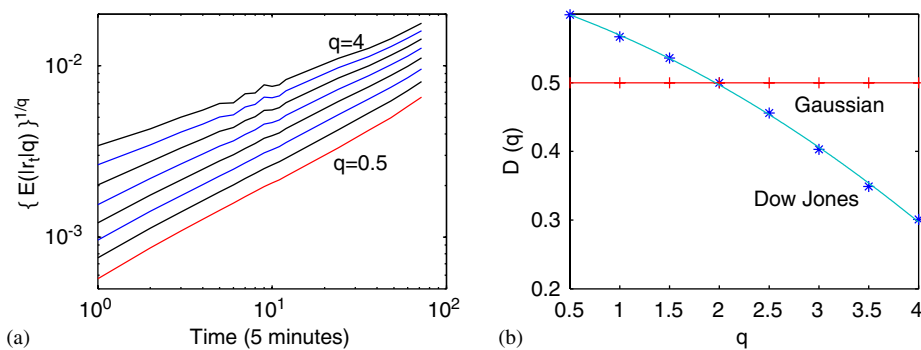 10^-2
10^-3
10^0
10^1
10^2
{ E(|r_t|q) }^1/q
Time (5 minutes)
q=4
q=0.5
(a)
0.5
0.4
0.3
0.2
0.5
1
1.5
2
2.5
3
3.5
4
D (q)
q
Gaussian
Dow Jones
(b)